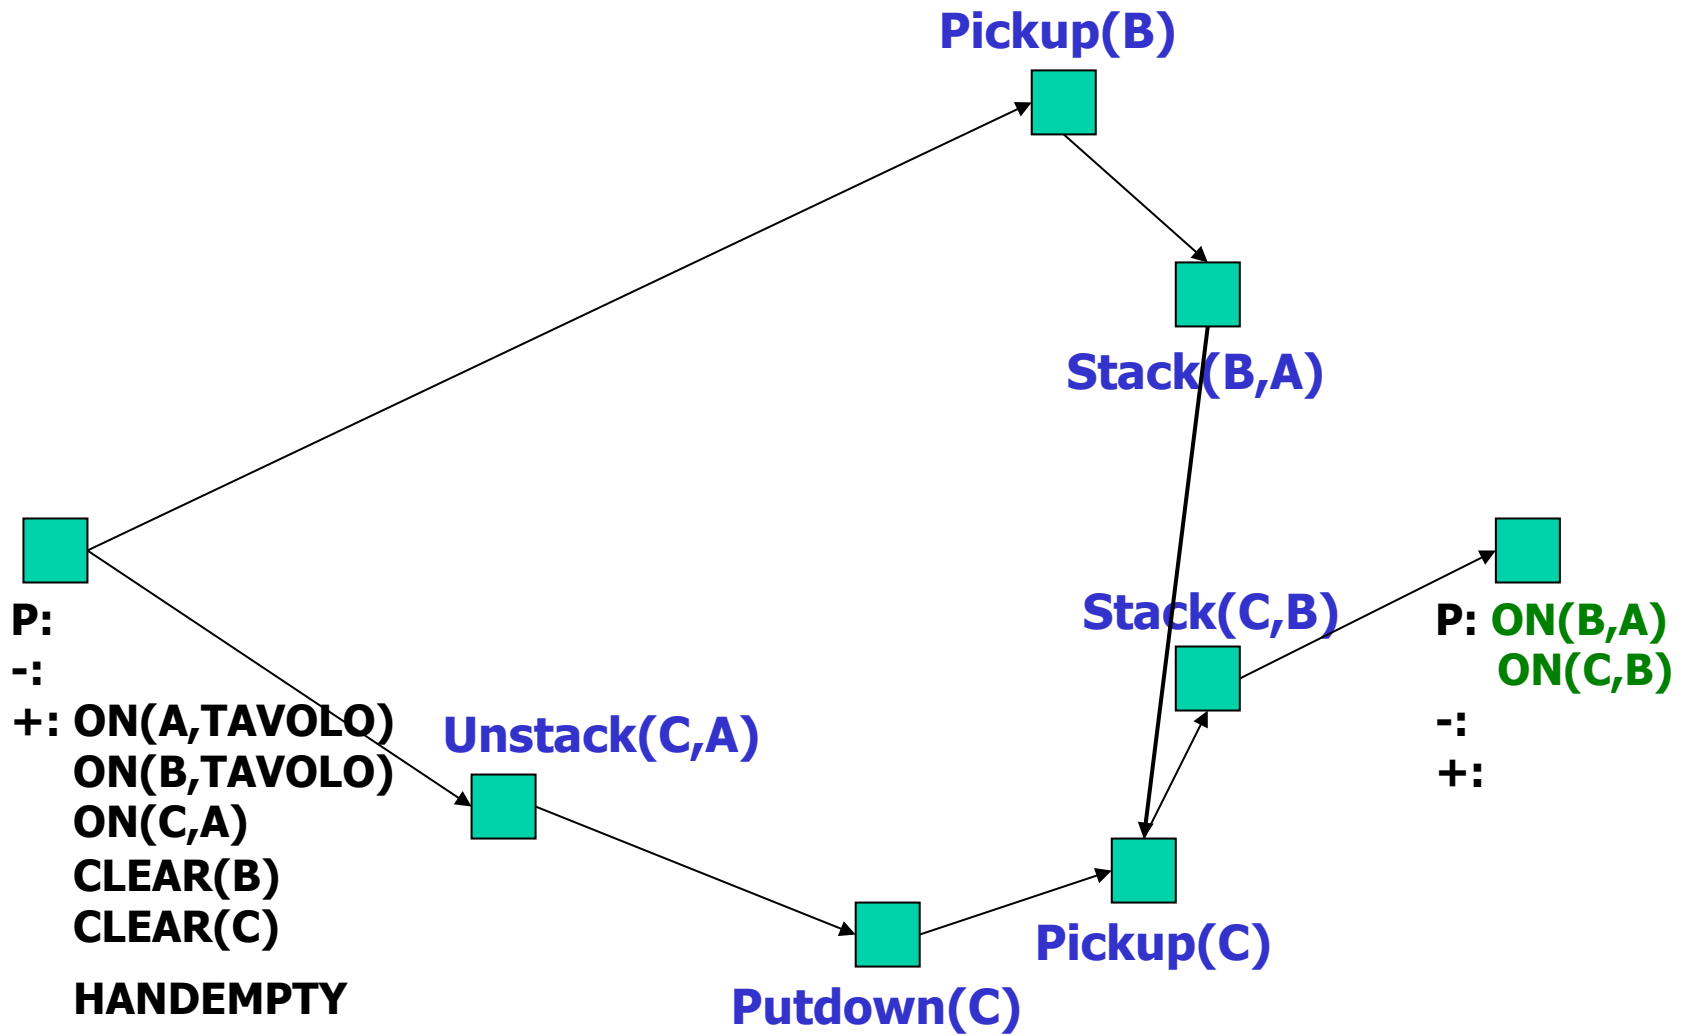 Pickup(B)
Stack(B,A)
Stack(C,B)
P:
-:
+: ON(A,TAVOLO)
ON(B,TAVOLO)
ON(C,A)
CLEAR(B)
CLEAR(C)
HANDEMPTY
Unstack(C,A)
Putdown(C)
Pickup(C)
P: ON(B,A)
ON(C,B)
-:
+: